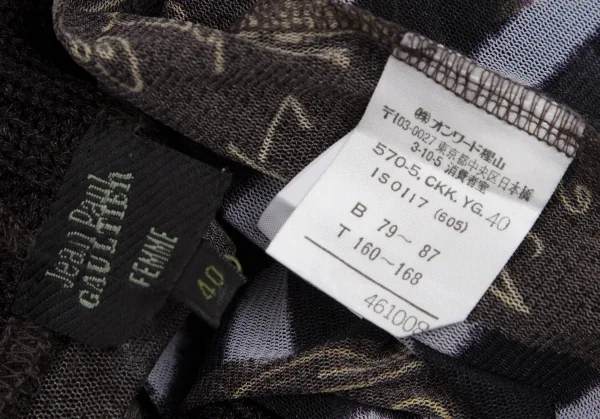 Jean Paul
GAULTIER
FEMME
40
(株)オンワード樫山
〒103-0027 東京都中央区日本橋
3-10-5 消費者室
570-5, CKK, YG, 40
ISO117 (605)
B 79~ 87
T 160~168
461008